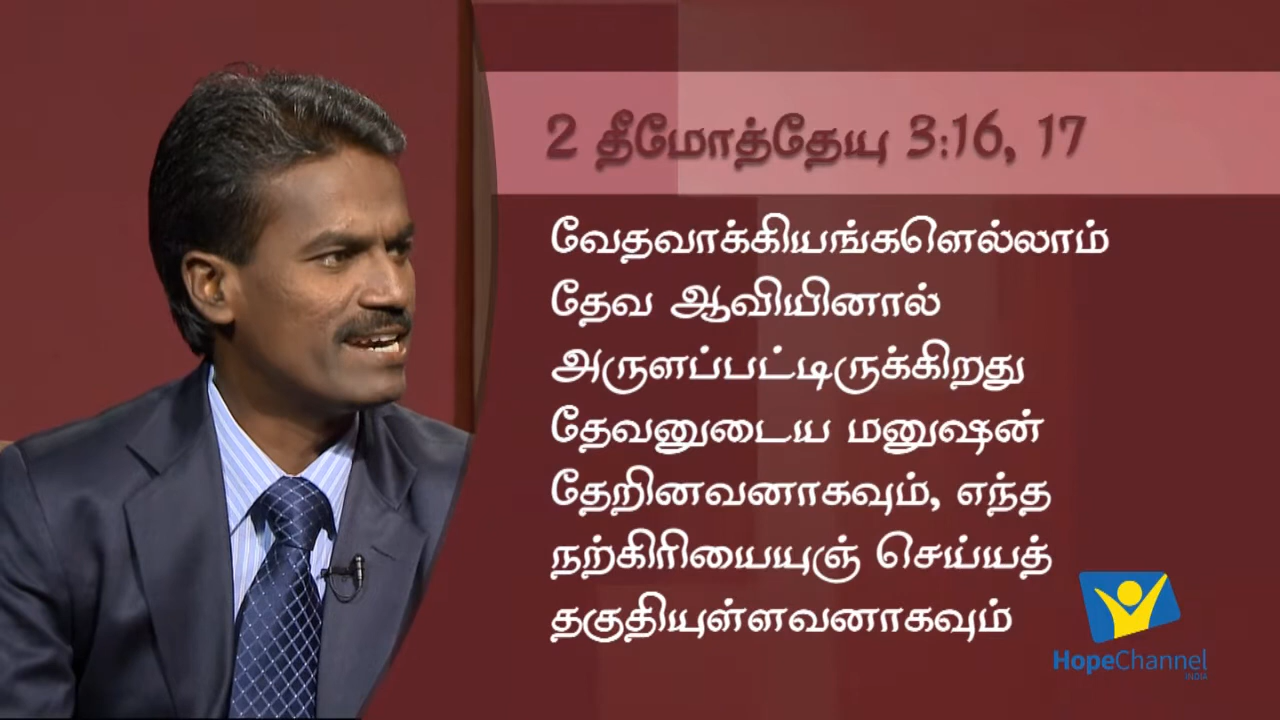 2 தீமோத்தேயு 3:16, 17
வேதவாக்கியங்களெல்லாம்
தேவ ஆவியினால்
அருளப்பட்டிருக்கிறது
தேவனுடைய மனுஷன்
தேறினவனாகவும், எந்த
நற்கிரியையுஞ் செய்யத்
தகுதியுள்ளவனாகவும்
HopeChannel
INDIA